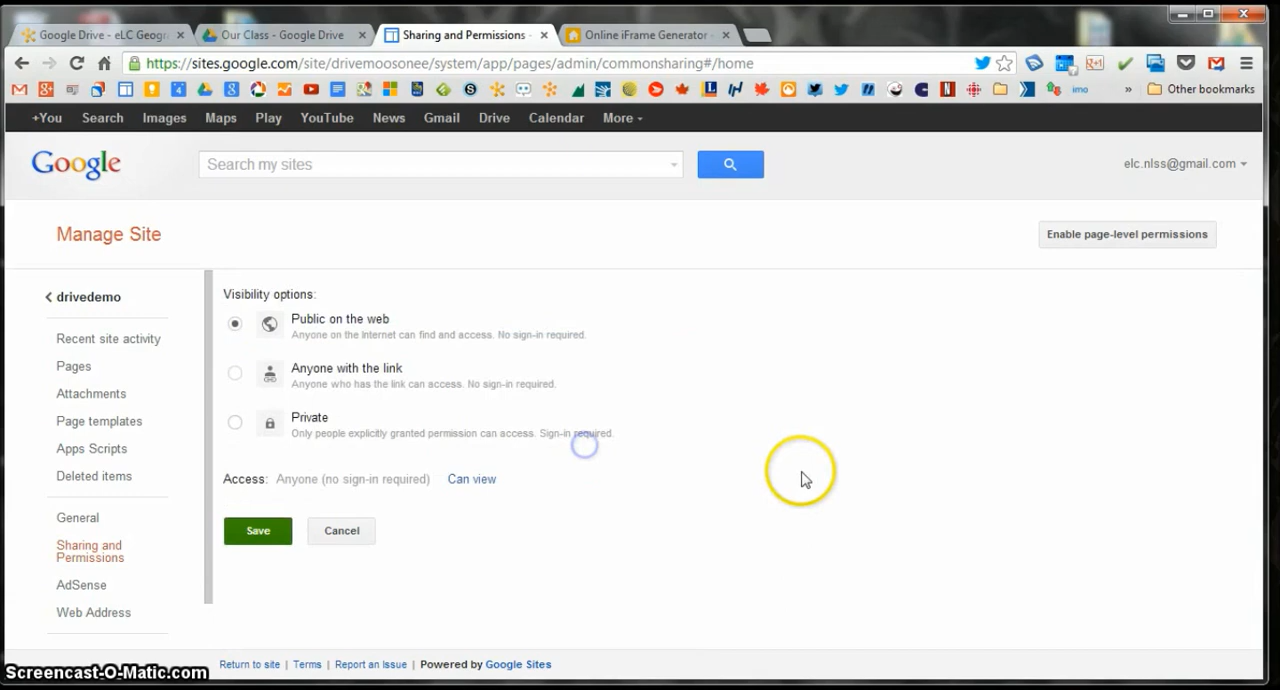 Google Drive - eLC Geogr
Our Class - Google Drive
Sharing and Permissions -
Online iFrame Generator -
https://sites.google.com/site/drivemoosonee/system/app/pages/admin/commonsharing#/home
imo
»
Other bookmarks
+You Search Images Maps Play YouTube News Gmail Drive Calendar More
Google
Search my sites
elc.nlss@gmail.com
Manage Site
Enable page-level permissions
drivedemo
Recent site activity
Pages
Attachments
Page templates
Apps Scripts
Deleted items
General
Sharing and
Permissions
AdSense
Web Address
Visibility options:
Public on the web
Anyone on the Internet can find and access. No sign-in required.
Anyone with the link
Anyone who has the link can access. No sign-in required.
Private
Only people explicitly granted permission can access. Sign-in required.
Access: Anyone (no sign-in required) Can view
Save Cancel
Return to site | Terms | Report an Issue | Powered by Google Sites
Screencast-O-Matic.com